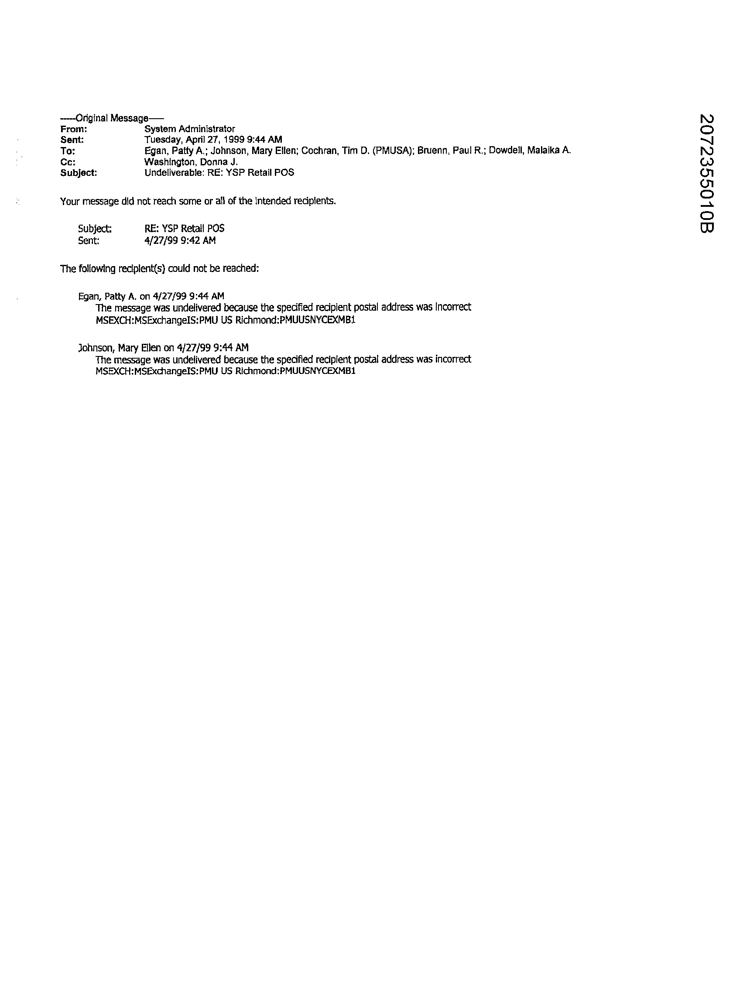 -----Original Message-----
From: System Administrator
Sent: Tuesday, April 27, 1999 9:44 AM
To: Egan, Patty A.; Johnson, Mary Ellen; Cochran, Tim D. (PMUSA); Bruenn, Paul R.; Dowdell, Malaika A.
Cc: Washington, Donna J.
Subject: Undeliverable: RE: YSP Retail POS
Your message did not reach some or all of the intended recipients.
Subject: RE: YSP Retail POS
Sent: 4/27/99 9:42 AM
The following recipient(s) could not be reached:
Egan, Patty A. on 4/27/99 9:44 AM
The message was undelivered because the specified recipient postal address was incorrect
MSEXCH:MSExchangeIS:PMU US Richmond:PMUUSNYCEXMB1
Johnson, Mary Ellen on 4/27/99 9:44 AM
The message was undelivered because the specified recipient postal address was incorrect
MSEXCH:MSExchangeIS:PMU US Richmond:PMUUSNYCEXMB1
2072355010B